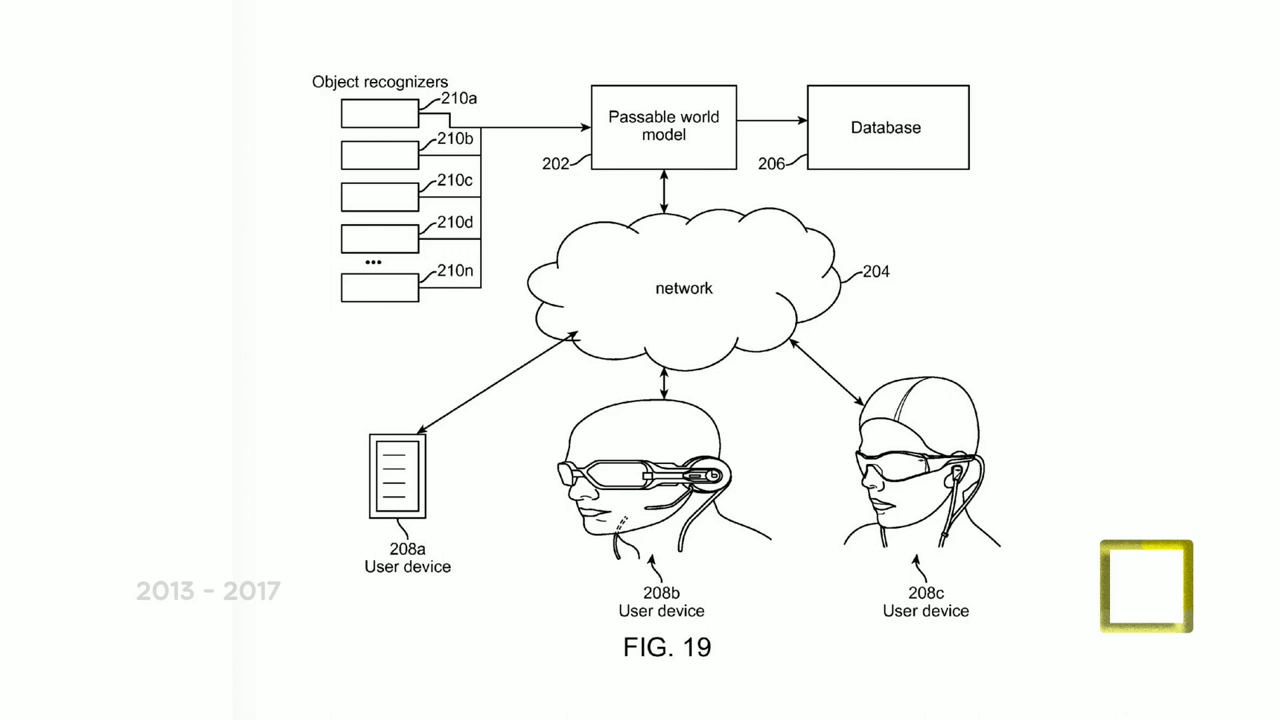 Object recognizers
210a
210b
210c
210d
...
210n
Passable world
model
202
Database
206
network
204
208a
User device
208b
User device
208c
User device
2013 - 2017
FIG. 19